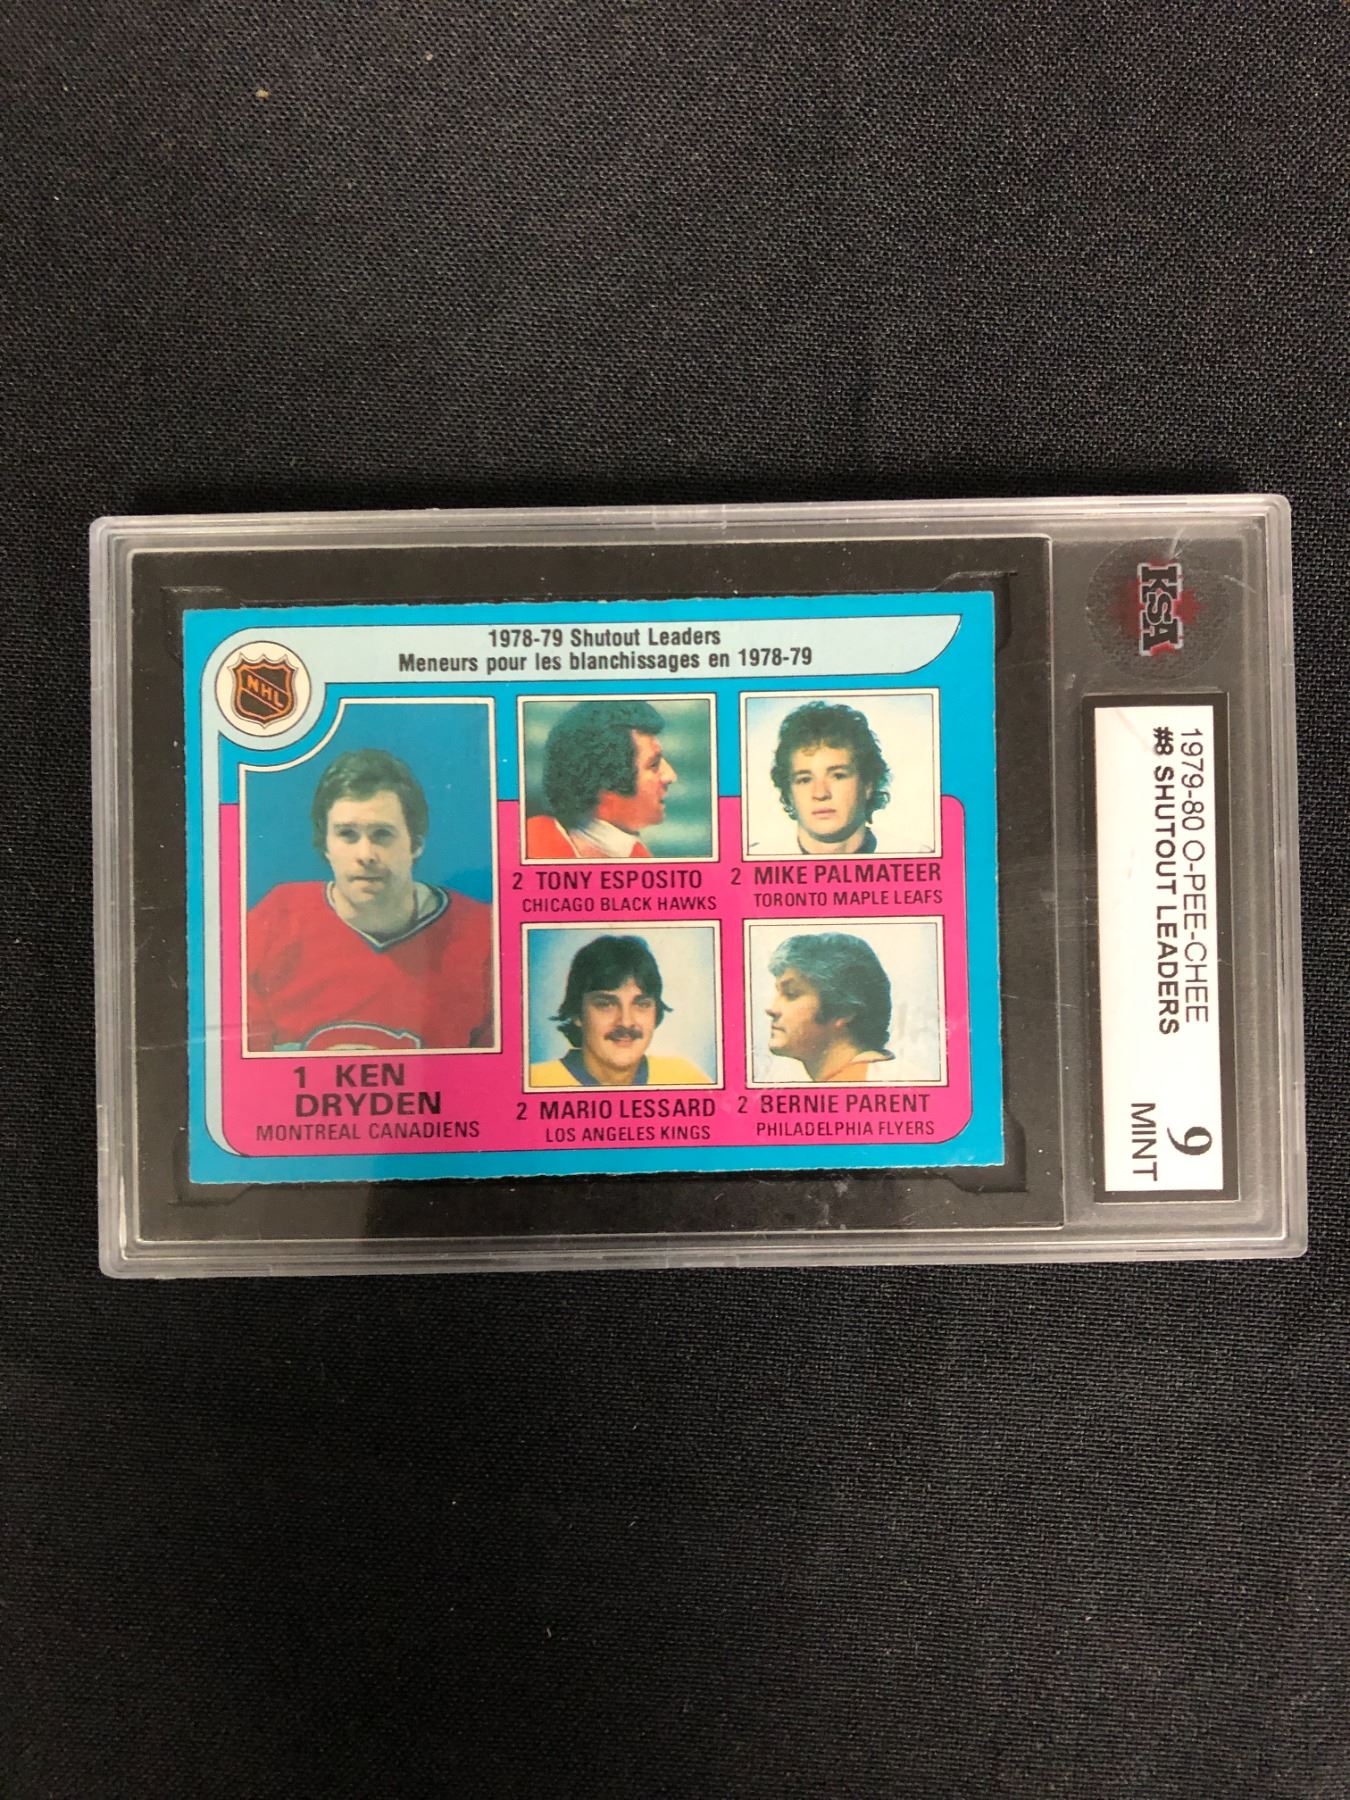 1978-79 Shutout Leaders
Meneurs pour les blanchissages en 1978-79
NHL
1 KEN
DRYDEN
MONTREAL CANADIENS
2 TONY ESPOSITO
CHICAGO BLACK HAWKS
2 MIKE PALMATEER
TORONTO MAPLE LEAFS
2 MARIO LESSARD
LOS ANGELES KINGS
2 BERNIE PARENT
PHILADELPHIA FLYERS
KSA
1979-80 O-PEE-CHEE
#8 SHUTOUT LEADERS
9
MINT